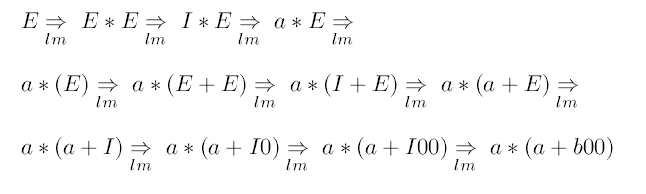 E ⇒ E ∗ E ⇒ I ∗ E ⇒ a ∗ E ⇒
lm lm lm lm
a ∗ (E) ⇒ a ∗ (E + E) ⇒ a ∗ (I + E) ⇒ a ∗ (a + E) ⇒
lm lm lm lm
a ∗ (a + I) ⇒ a ∗ (a + I0) ⇒ a ∗ (a + I00) ⇒ a ∗ (a + b00)
lm lm lm